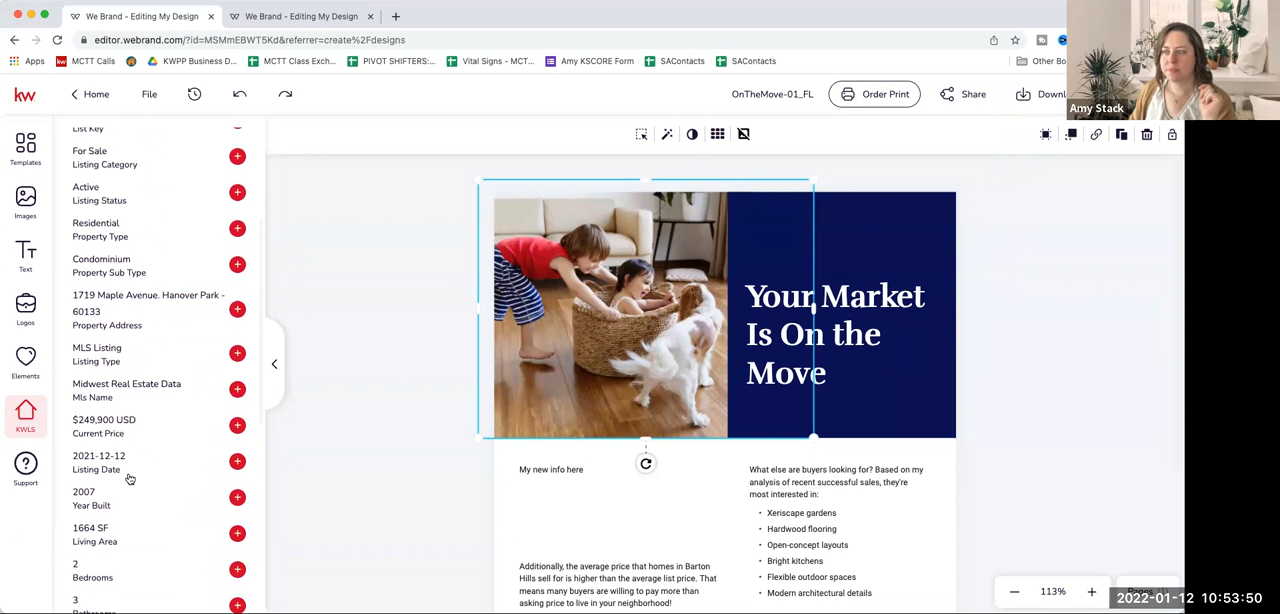 We Brand - Editing My Design
We Brand - Editing My Design
editor.webrand.com/?id=MSMmEBWT5Kd&referrer=create%2Fdesigns
Apps
kw MCTT Calls
KWPP Business D...
MCTT Class Exch...
PIVOT SHIFTERS:...
Vital Signs - MCT...
Amy KSCORE Form
SAContacts
SAContacts
Other Bo
kw
Home
File
OnTheMove-01_FL
Order Print
Share
Downl
Amy Stack
Templates
Images
Text
Logos
Elements
KWLS
Support
List Key
For Sale
Listing Category
Active
Listing Status
Residential
Property Type
Condominium
Property Sub Type
1719 Maple Avenue. Hanover Park -
60133
Property Address
MLS Listing
Listing Type
Midwest Real Estate Data
Mls Name
$249,900 USD
Current Price
2021-12-12
Listing Date
2007
Year Built
1664 SF
Living Area
2
Bedrooms
3
Bathrooms
Your Market
Is On the
Move
My new info here
Additionally, the average price that homes in Barton
Hills sell for is higher than the average list price. That
means many buyers are willing to pay more than
asking price to live in your neighborhood!
What else are buyers looking for? Based on my
analysis of recent successful sales, they're
most interested in:
• Xeriscape gardens
• Hardwood flooring
• Open-concept layouts
• Bright kitchens
• Flexible outdoor spaces
• Modern architectural details
113%
2022-01-12 10:53:50